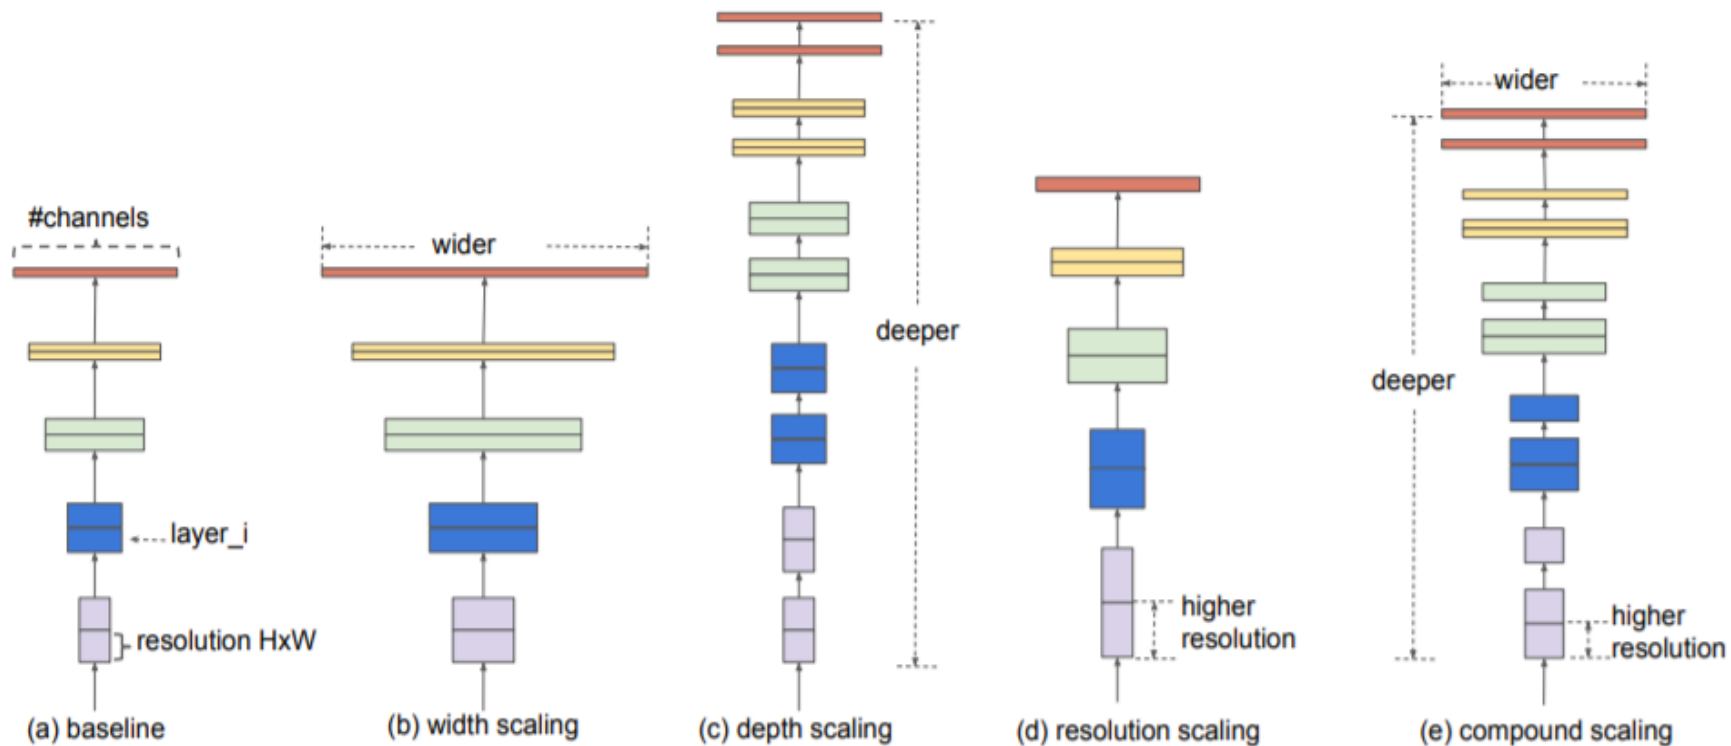 #channels
resolution HxW
layer_i
(a) baseline
wider
(b) width scaling
deeper
(c) depth scaling
higher
resolution
(d) resolution scaling
wider
deeper
higher
resolution
(e) compound scaling